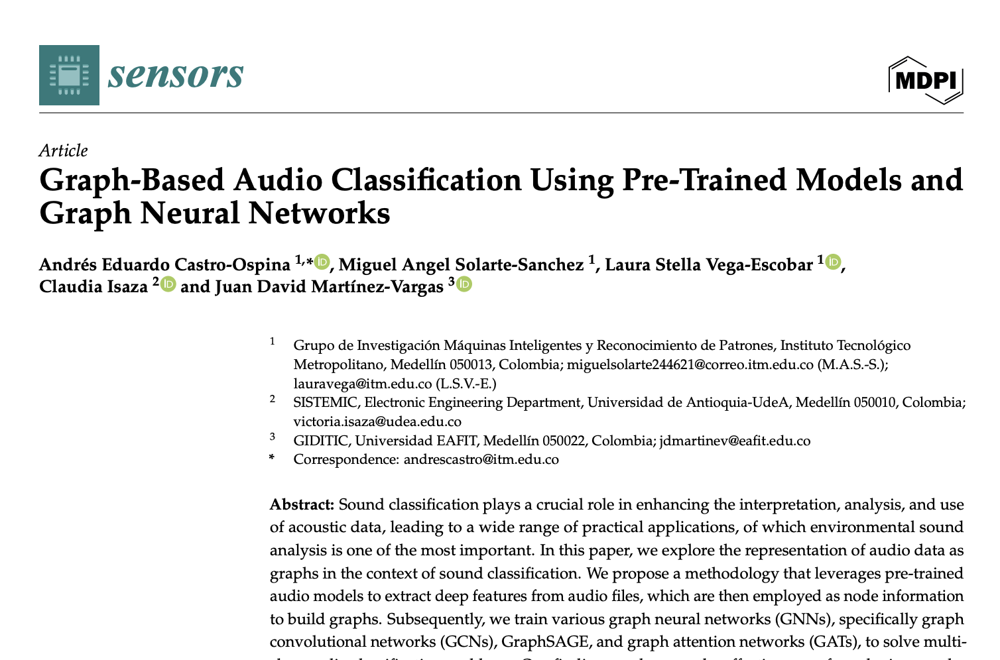 sensors
MDPI
Article
Graph-Based Audio Classification Using Pre-Trained Models and
Graph Neural Networks
Andrés Eduardo Castro-Ospina 1,* iD, Miguel Angel Solarte-Sanchez 1, Laura Stella Vega-Escobar 1 iD,
Claudia Isaza 2 iD and Juan David Martínez-Vargas 3 iD
1 Grupo de Investigación Máquinas Inteligentes y Reconocimiento de Patrones, Instituto Tecnológico
Metropolitano, Medellín 050013, Colombia; miguelsolarte244621@correo.itm.edu.co (M.A.S.-S.);
lauravega@itm.edu.co (L.S.V.-E.)
2 SISTEMIC, Electronic Engineering Department, Universidad de Antioquia-UdeA, Medellín 050010, Colombia;
victoria.isaza@udea.edu.co
3 GIDITIC, Universidad EAFIT, Medellín 050022, Colombia; jdmartinev@eafit.edu.co
* Correspondence: andrescastro@itm.edu.co
Abstract: Sound classification plays a crucial role in enhancing the interpretation, analysis, and use
of acoustic data, leading to a wide range of practical applications, of which environmental sound
analysis is one of the most important. In this paper, we explore the representation of audio data as
graphs in the context of sound classification. We propose a methodology that leverages pre-trained
audio models to extract deep features from audio files, which are then employed as node information
to build graphs. Subsequently, we train various graph neural networks (GNNs), specifically graph
convolutional networks (GCNs), GraphSAGE, and graph attention networks (GATs), to solve multi-